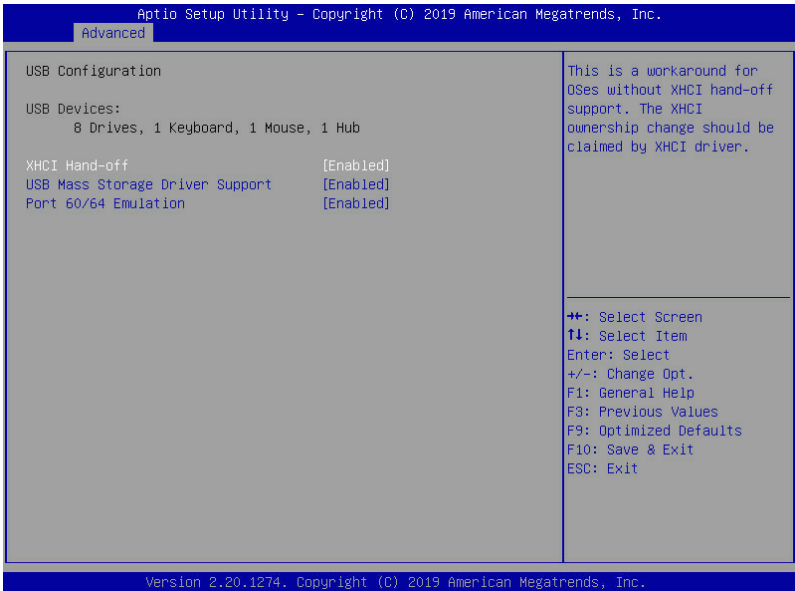 Aptio Setup Utility – Copyright (C) 2019 American Megatrends, Inc.
Advanced
USB Configuration
USB Devices:
8 Drives, 1 Keyboard, 1 Mouse, 1 Hub
XHCI Hand-off [Enabled]
USB Mass Storage Driver Support [Enabled]
Port 60/64 Emulation [Enabled]
This is a workaround for
OSes without XHCI hand-off
support. The XHCI
ownership change should be
claimed by XHCI driver.
→←: Select Screen
↑↓: Select Item
Enter: Select
+/-: Change Opt.
F1: General Help
F3: Previous Values
F9: Optimized Defaults
F10: Save & Exit
ESC: Exit
Version 2.20.1274. Copyright (C) 2019 American Megatrends, Inc.